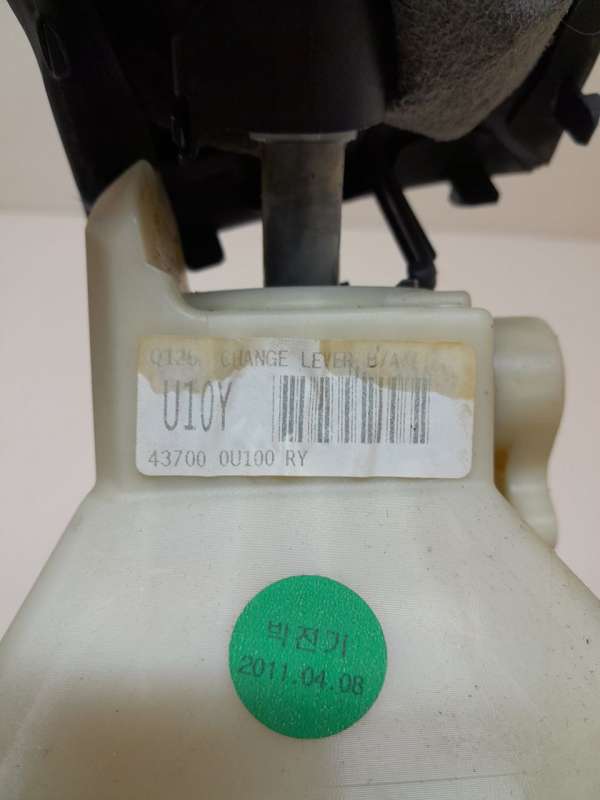 CHANGE LEVER B/A
U10Y
43700 0U100 RY
박진기
2011.04.08